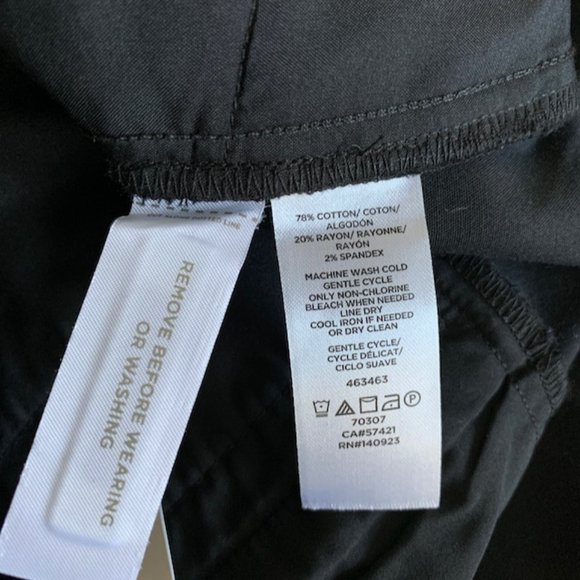 78% COTTON/ COTON/
ALGODÓN
20% RAYON/ RAYONNE/
RAYÓN
2% SPANDEX
MACHINE WASH COLD
GENTLE CYCLE
ONLY NON-CHLORINE
BLEACH WHEN NEEDED
LINE DRY
COOL IRON IF NEEDED
OR DRY CLEAN
GENTLE CYCLE/
CYCLE DÉLICAT/
CICLO SUAVE
463463
70307
CA#57421
RN#140923
REMOVE BEFORE WEARING
OR WASHING